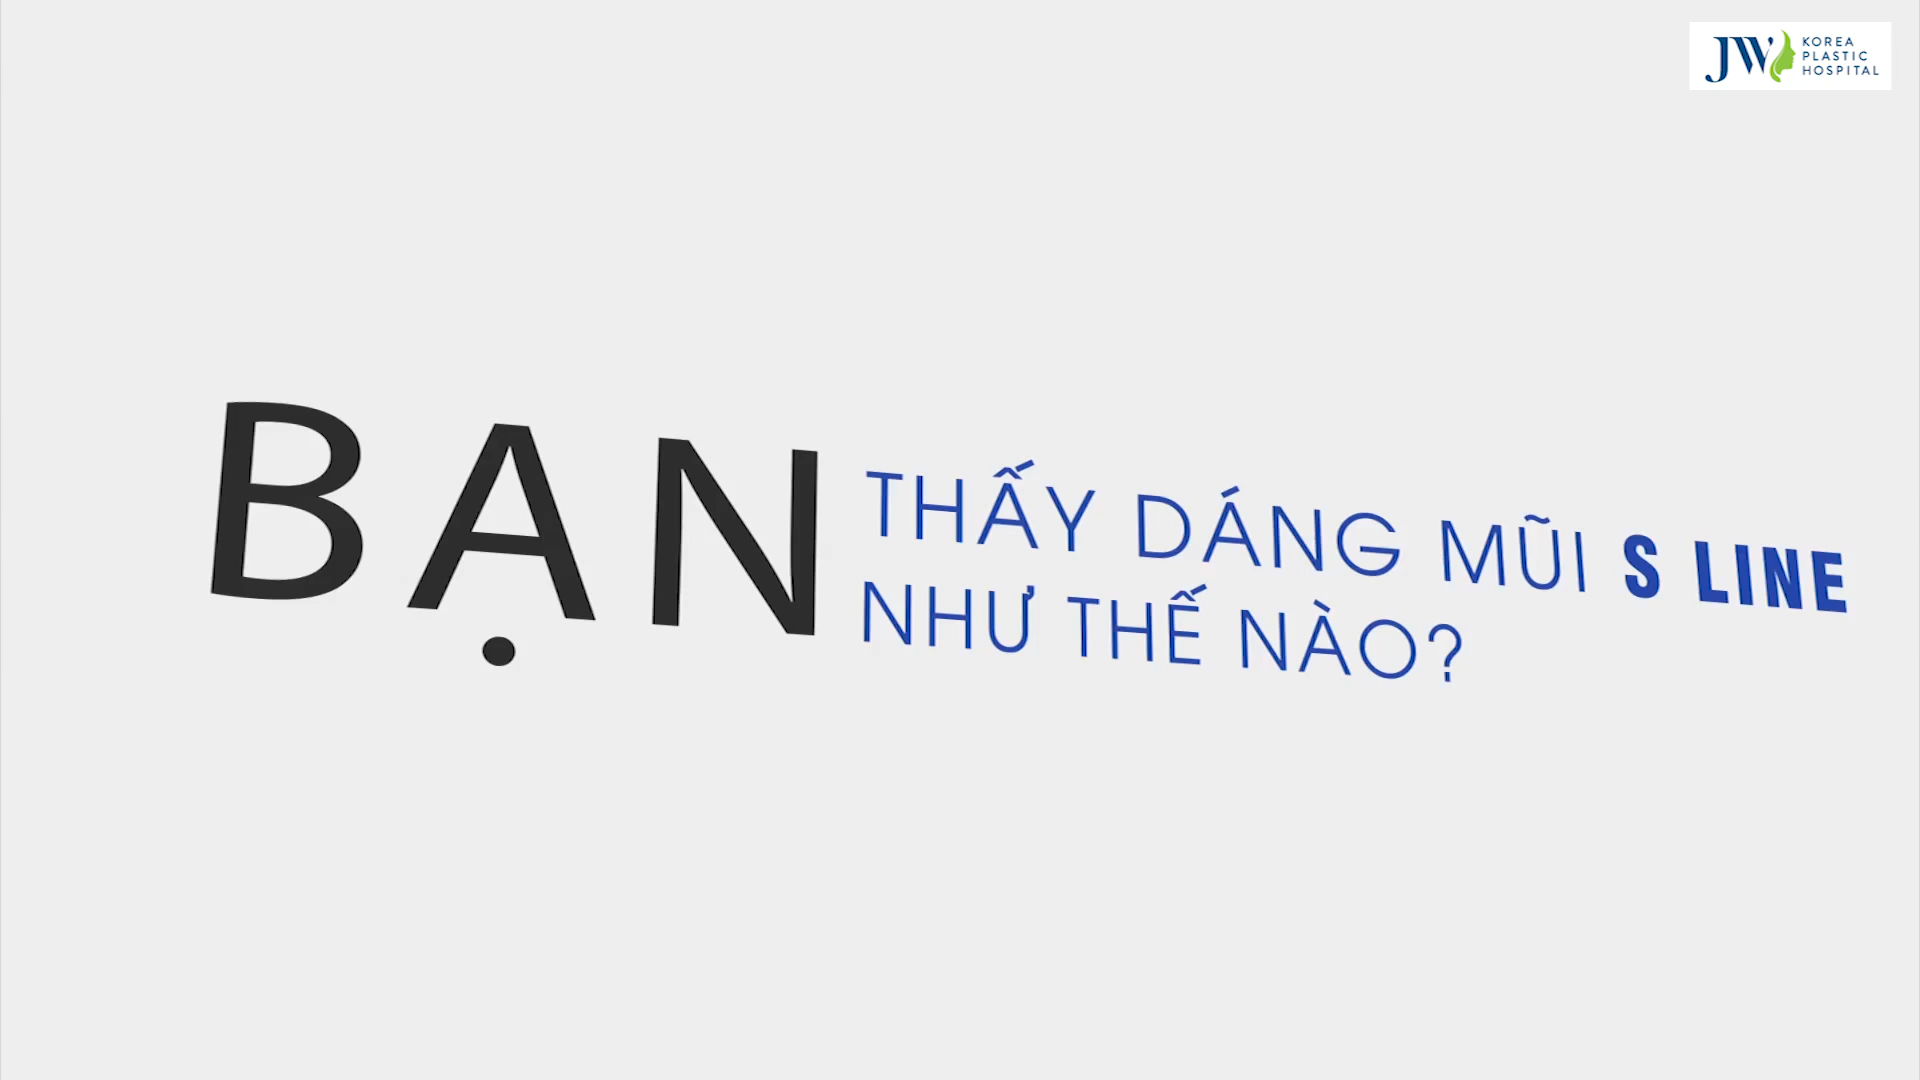 JW KOREA
PLASTIC
HOSPITAL
BẠN THẤY DÁNG MŨI S LINE
NHƯ THẾ NÀO?